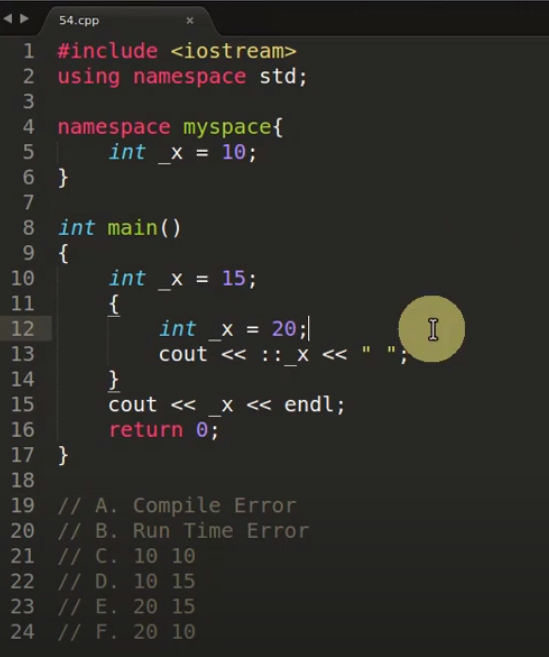 54.cpp ×
1 #include <iostream>
2 using namespace std;
3
4 namespace myspace{
5     int _x = 10;
6 }
7
8 int main()
9 {
10     int _x = 15;
11     {
12         int _x = 20;
13         cout << ::_x << " ";
14     }
15     cout << _x << endl;
16     return 0;
17 }
18
19 // A. Compile Error
20 // B. Run Time Error
21 // C. 10 10
22 // D. 10 15
23 // E. 20 15
24 // F. 20 10